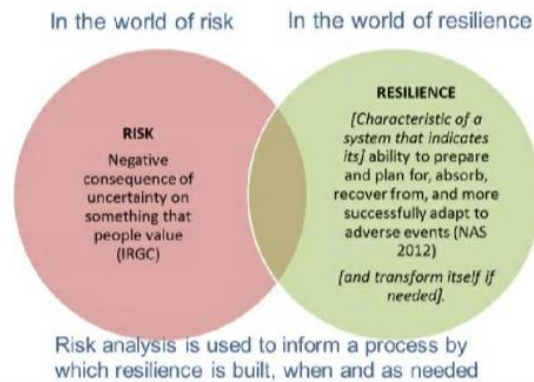 In the world of risk
In the world of resilience
RISK
Negative
consequence of
uncertainty on
something that
people value
(IRGC)
RESILIENCE
[Characteristic of a
system that indicates
its] ability to prepare
and plan for, absorb,
recover from, and more
successfully adapt to
adverse events (NAS
2012)
[and transform itself if
needed].
Risk analysis is used to inform a process by
which resilience is built, when and as needed